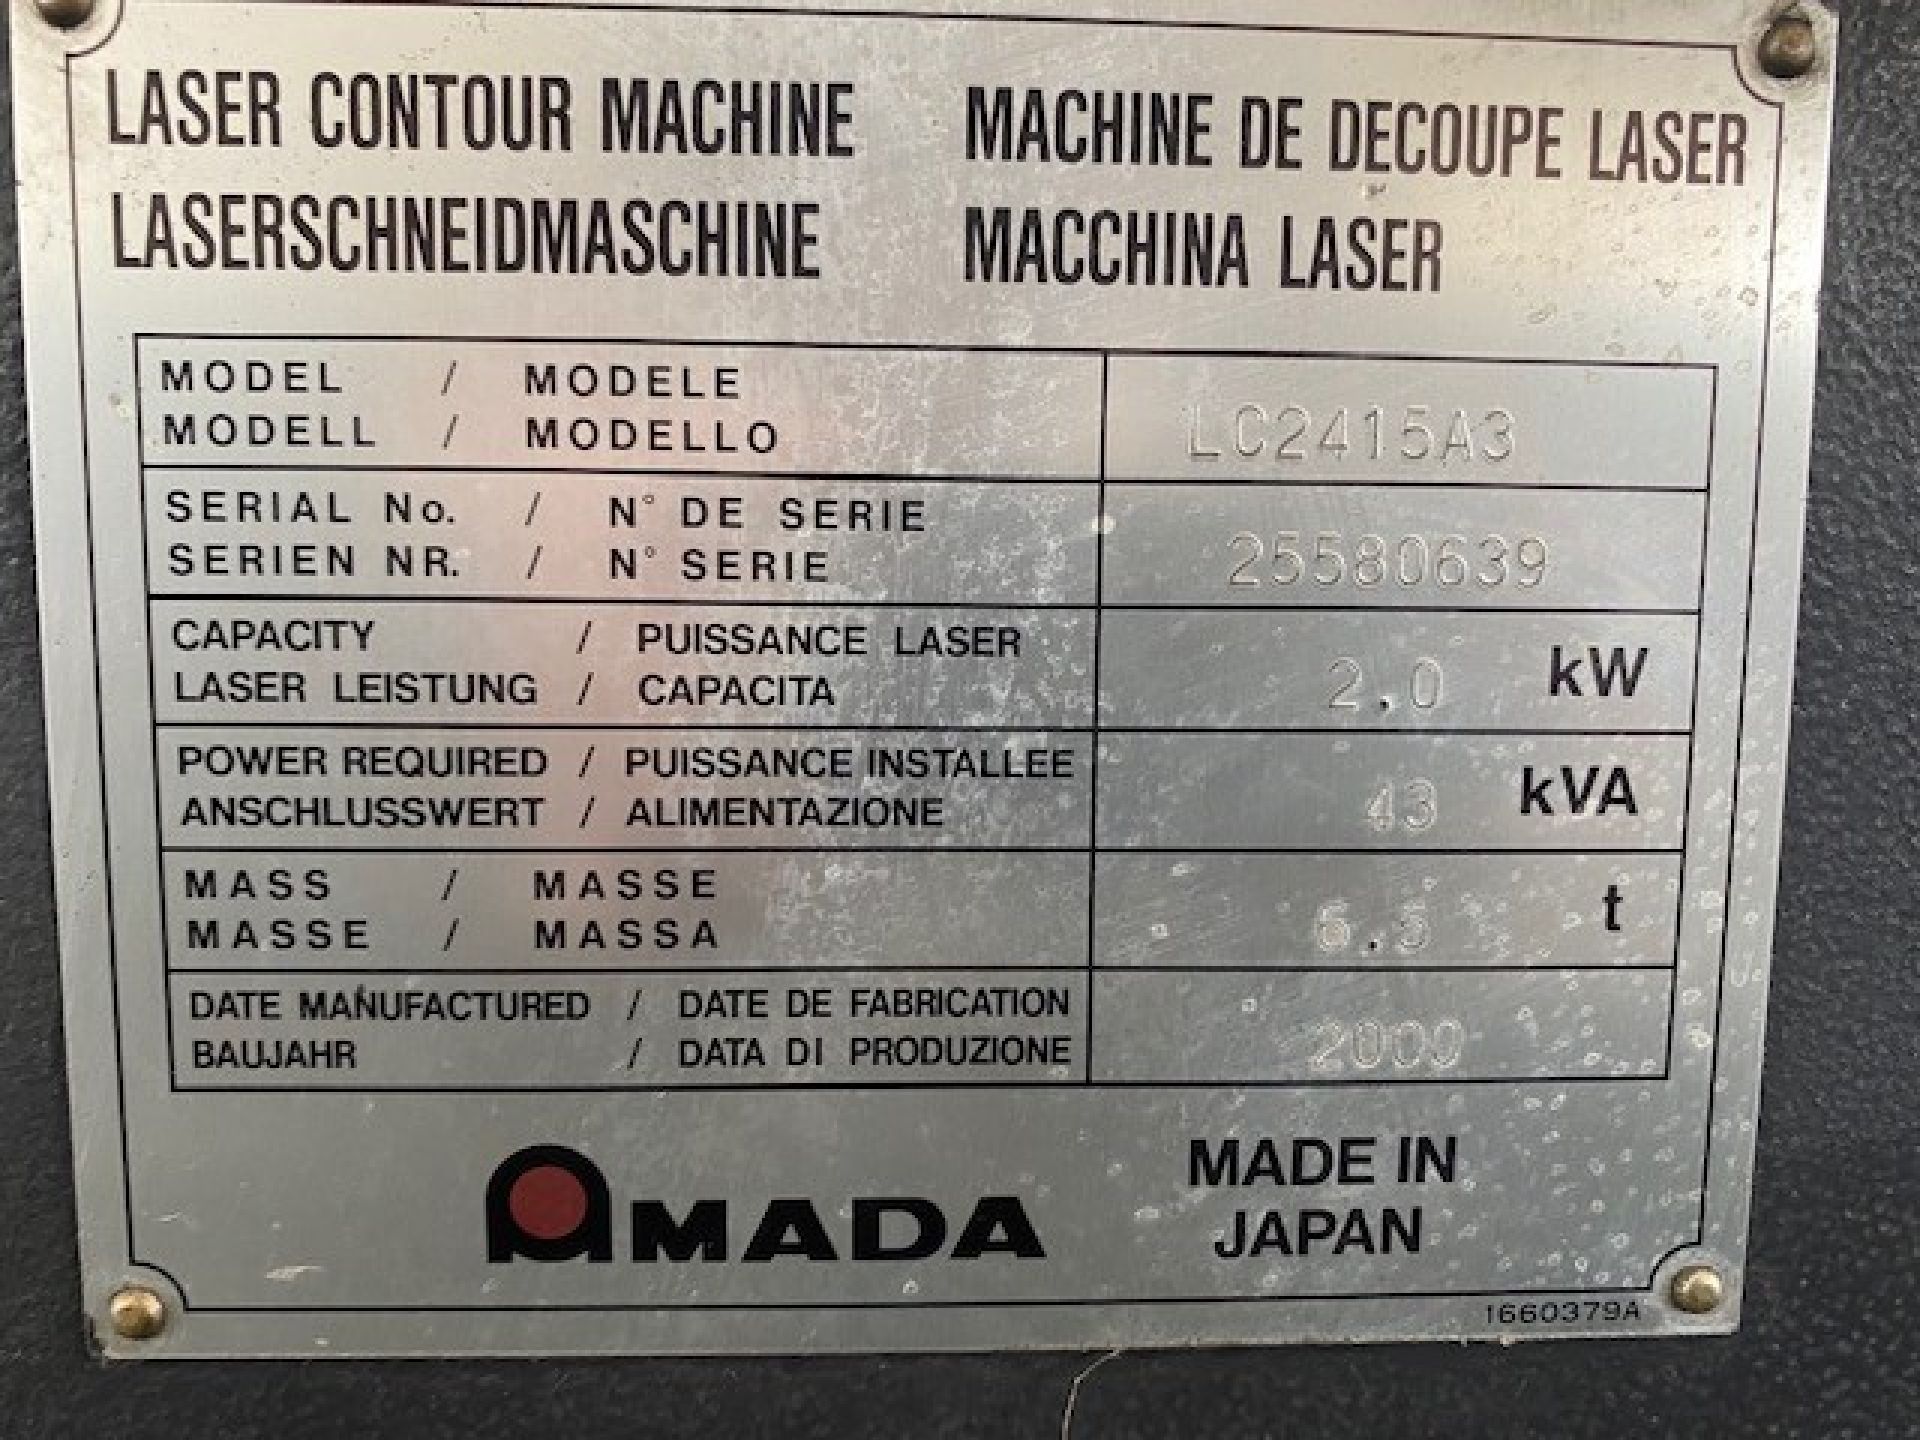 LASER CONTOUR MACHINE MACHINE DE DECOUPE LASER
LASERSCHNEIDMASCHINE MACCHINA LASER
MODEL / MODELE
MODELL / MODELLO
LC2415A3
SERIAL No. / N° DE SERIE
SERIEN NR. / N° SERIE
25580639
CAPACITY / PUISSANCE LASER
LASER LEISTUNG / CAPACITA
2.0 kW
POWER REQUIRED / PUISSANCE INSTALLEE
ANSCHLUSSWERT / ALIMENTAZIONE
43 kVA
MASS / MASSE
MASSE / MASSA
t
DATE MANUFACTURED / DATE DE FABRICATION
BAUJAHR / DATA DI PRODUZIONE
AMADA
MADE IN
JAPAN
1660379A